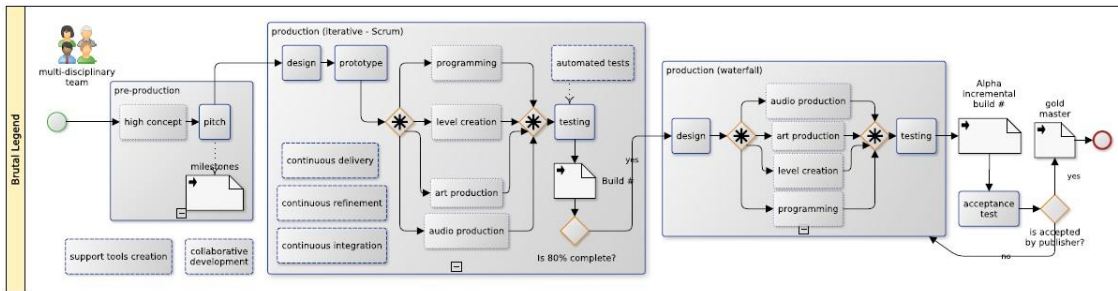 Brutal Legend
multi-disciplinary
team
pre-production
high concept
pitch
milestones
support tools creation
collaborative
development
production (iterative - Scrum)
design
prototype
programming
level creation
art production
audio production
continuous delivery
continuous refinement
continuous integration
automated tests
testing
Build #
Is 80% complete?
yes
production (waterfall)
design
audio production
art production
level creation
programming
testing
Alpha
incremental
build #
gold
master
acceptance
test
yes
is accepted
by publisher?
no